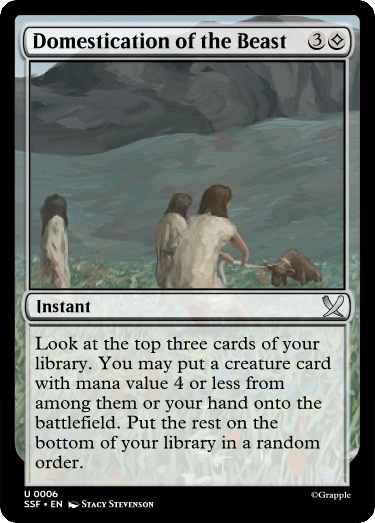 Domestication of the Beast 3
Instant
Look at the top three cards of your
library. You may put a creature card
with mana value 4 or less from
among them or your hand onto the
battlefield. Put the rest on the
bottom of your library in a random
order.
U 0006
SSF • EN Stacy Stevenson
©Grapple